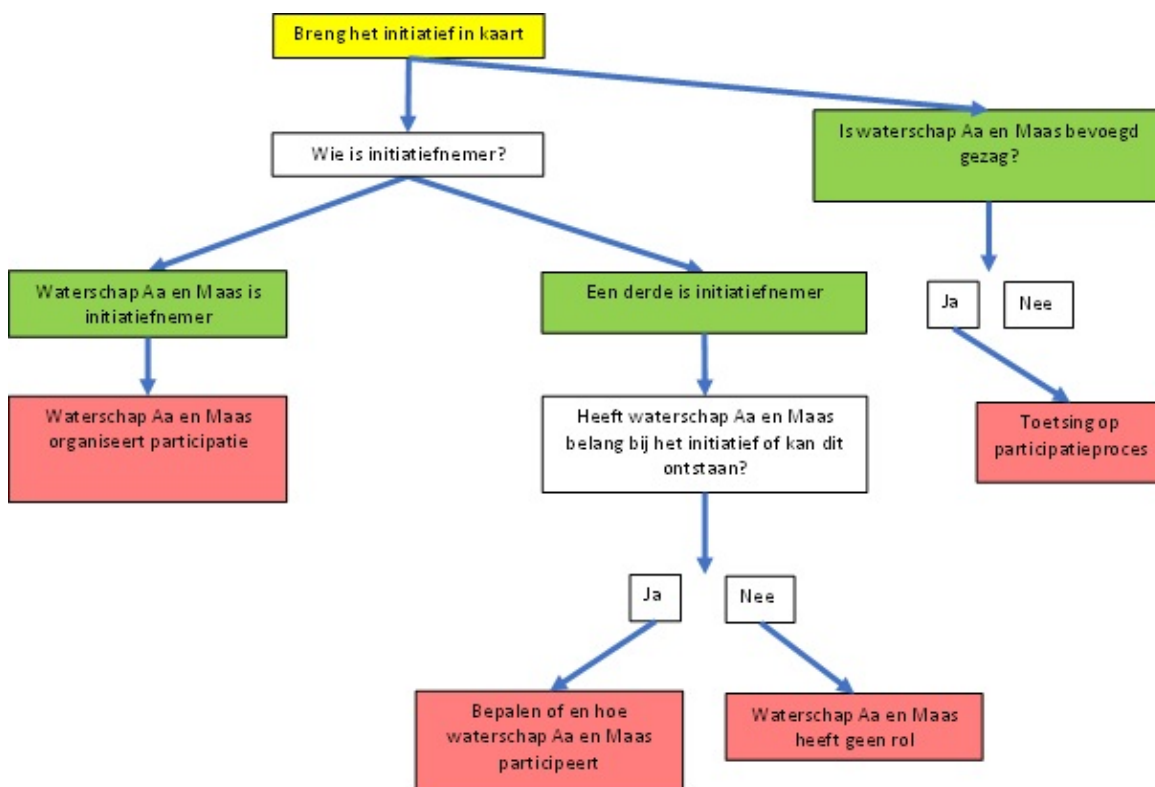 Breng het initiatief in kaart
Wie is initiatiefnemer?
Is waterschap Aa en Maas bevoegd
gezag?
Waterschap Aa en Maas is
initiatiefnemer
Een derde is initiatiefnemer
Ja
Nee
Waterschap Aa en Maas
organiseert participatie
Heeft waterschap Aa en Maas
belang bij het initiatief of kan dit
ontstaan?
Toetsing op
participatieproces
Ja
Nee
Bepalen of en hoe
waterschap Aa en Maas
participeert
Waterschap Aa en Maas
heeft geen rol